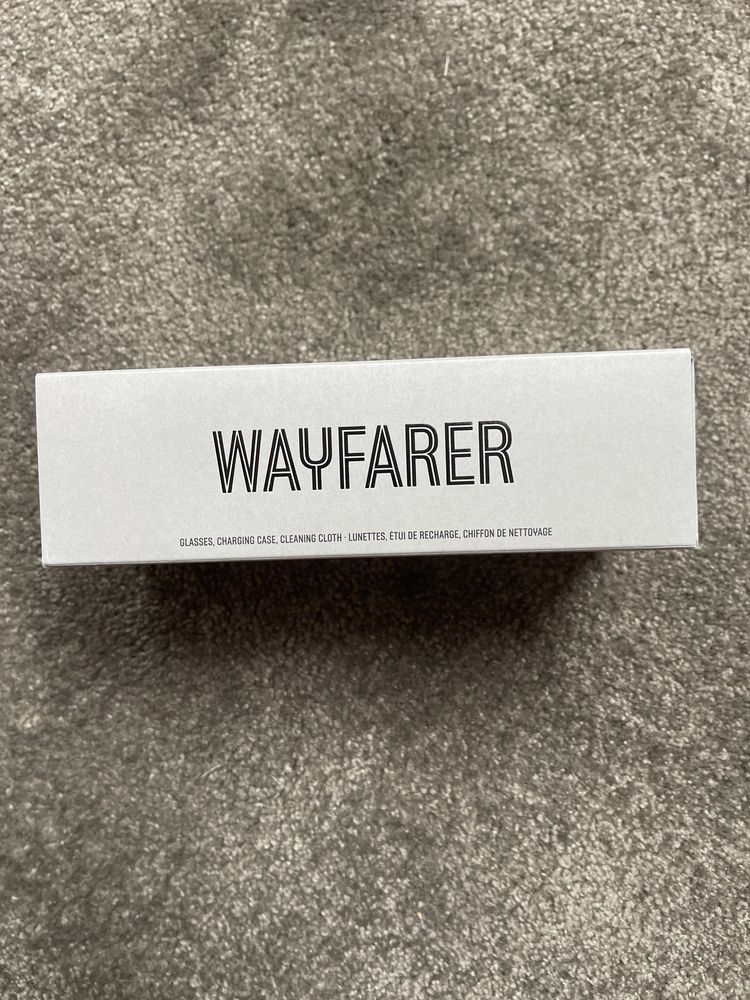 WAYFARER
GLASSES, CHARGING CASE, CLEANING CLOTH · LUNETTES, ÉTUI DE RECHARGE, CHIFFON DE NETTOYAGE